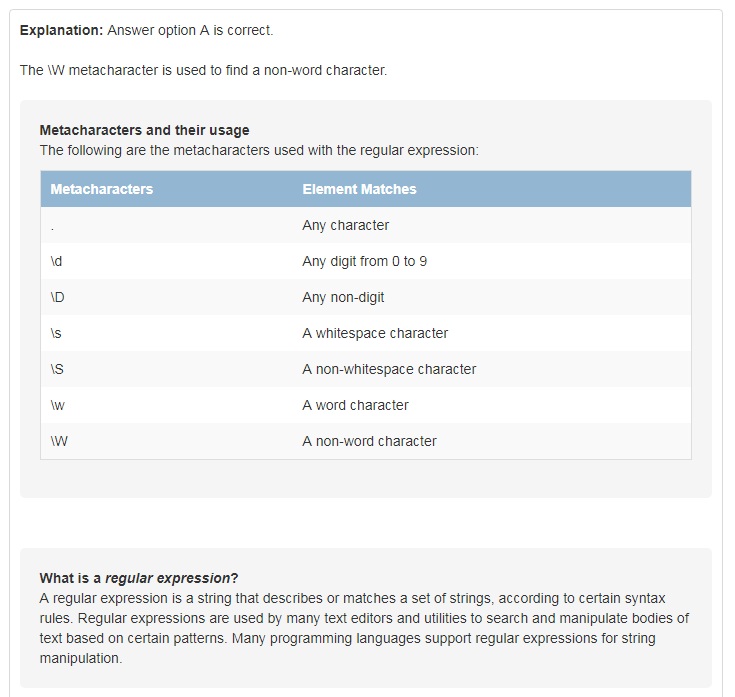 Explanation: Answer option A is correct.
The \W metacharacter is used to find a non-word character.
Metacharacters and their usage
The following are the metacharacters used with the regular expression:
Metacharacters Element Matches
. Any character
\d Any digit from 0 to 9
\D Any non-digit
\s A whitespace character
\S A non-whitespace character
\w A word character
\W A non-word character
What is a regular expression?
A regular expression is a string that describes or matches a set of strings, according to certain syntax
rules. Regular expressions are used by many text editors and utilities to search and manipulate bodies of
text based on certain patterns. Many programming languages support regular expressions for string
manipulation.